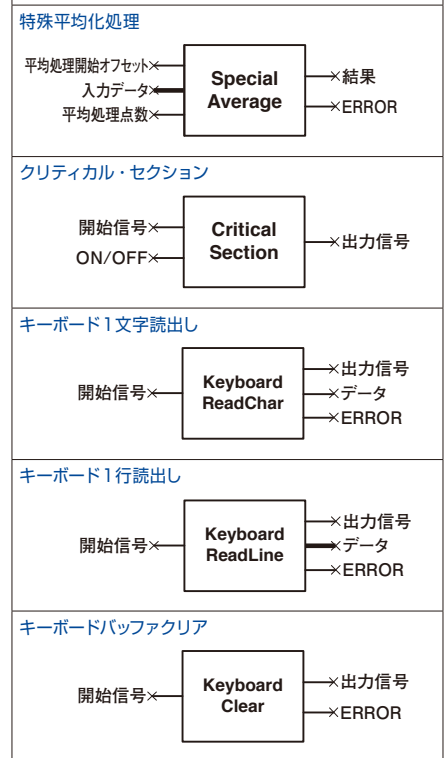 特殊平均化処理
平均処理開始オフセット
入力データ
平均処理点数
Special
Average
結果
ERROR
クリティカル・セクション
開始信号
ON/OFF
Critical
Section
出力信号
キーボード1文字読出し
開始信号
Keyboard
ReadChar
出力信号
データ
ERROR
キーボード1行読出し
開始信号
Keyboard
ReadLine
出力信号
データ
ERROR
キーボードバッファクリア
開始信号
Keyboard
Clear
出力信号
ERROR